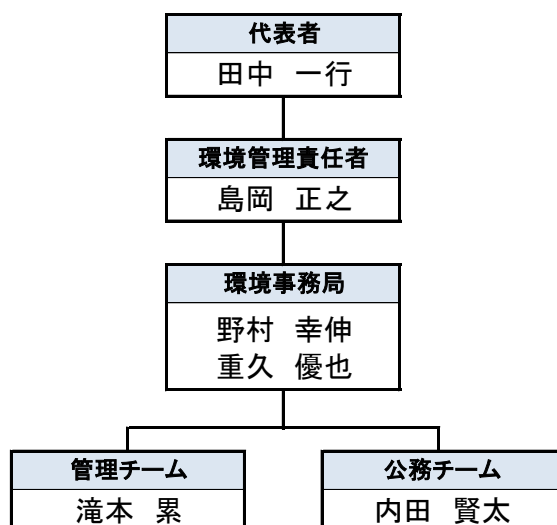 代表者
田中 一行
環境管理責任者
島岡 正之
環境事務局
野村 幸伸
重久 優也
管理チーム
公務チーム
滝本 累
内田 賢太